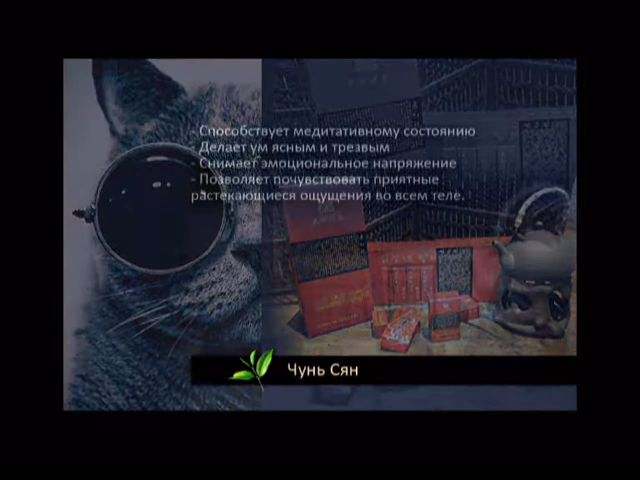 - Способствует медитативному состоянию
- Делает ум ясным и трезвым
- Снимает эмоциональное напряжение
- Позволяет почувствовать приятные
растекающиеся ощущения во всем теле.
Чунь Сян